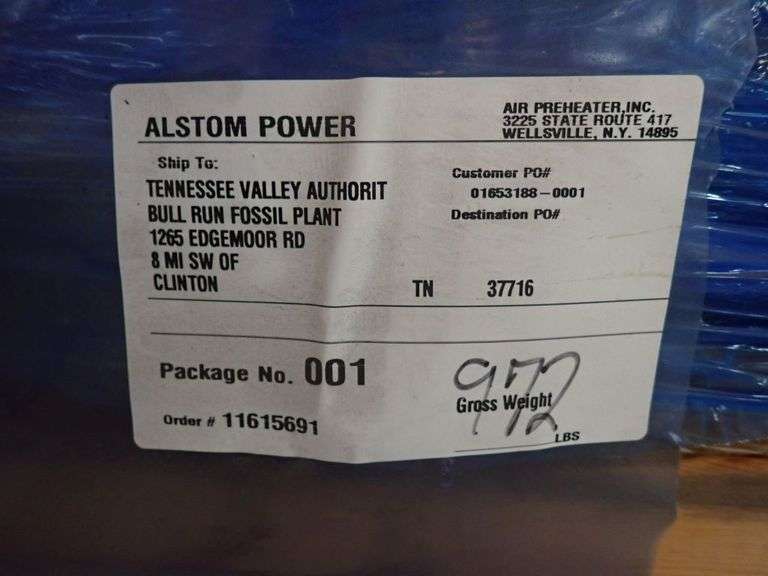 ALSTOM POWER
AIR PREHEATER,INC.
3225 STATE ROUTE 417
WELLSVILLE, N.Y. 14895
Ship To:
TENNESSEE VALLEY AUTHORIT
BULL RUN FOSSIL PLANT
1265 EDGEMOOR RD
8 MI SW OF
CLINTON TN 37716
Customer PO#
01653188-0001
Destination PO#
Package No. 001
Order # 11615691
972
Gross Weight
LBS